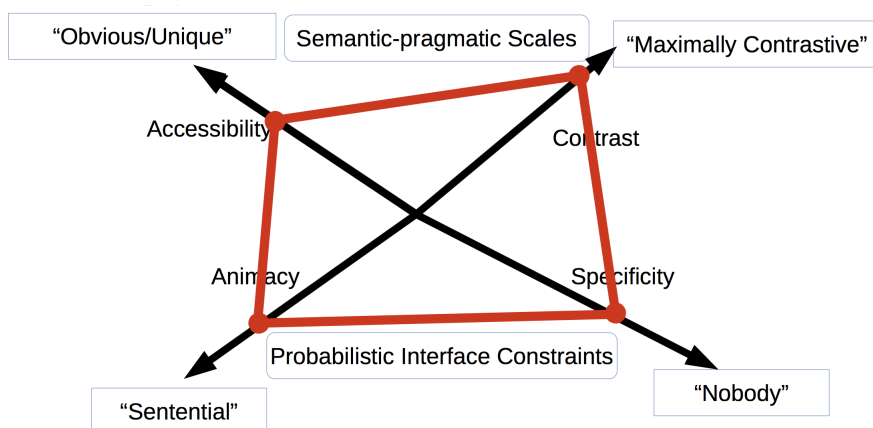 “Obvious/Unique”
Semantic-pragmatic Scales
“Maximally Contrastive”
Accessibility
Contrast
Animacy
Specificity
Probabilistic Interface Constraints
“Sentential”
“Nobody”